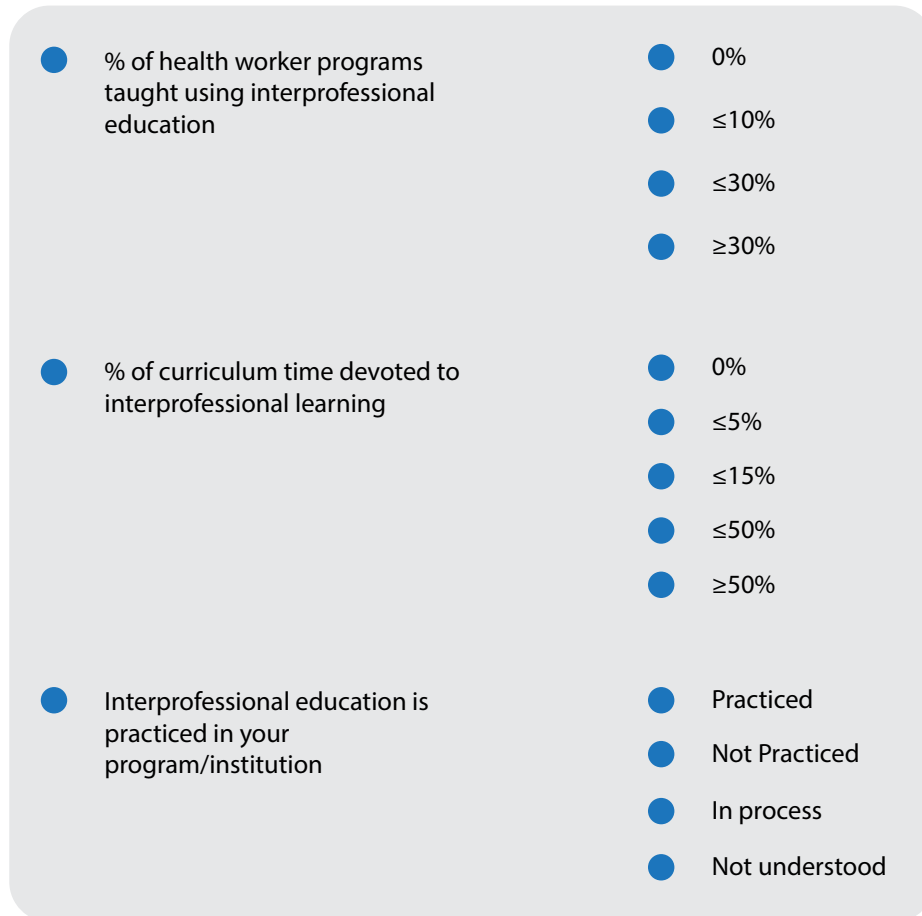 % of health worker programs
taught using interprofessional
education
0%
≤10%
≤30%
≥30%
% of curriculum time devoted to
interprofessional learning
0%
≤5%
≤15%
≤50%
≥50%
Interprofessional education is
practiced in your
program/institution
Practiced
Not Practiced
In process
Not understood